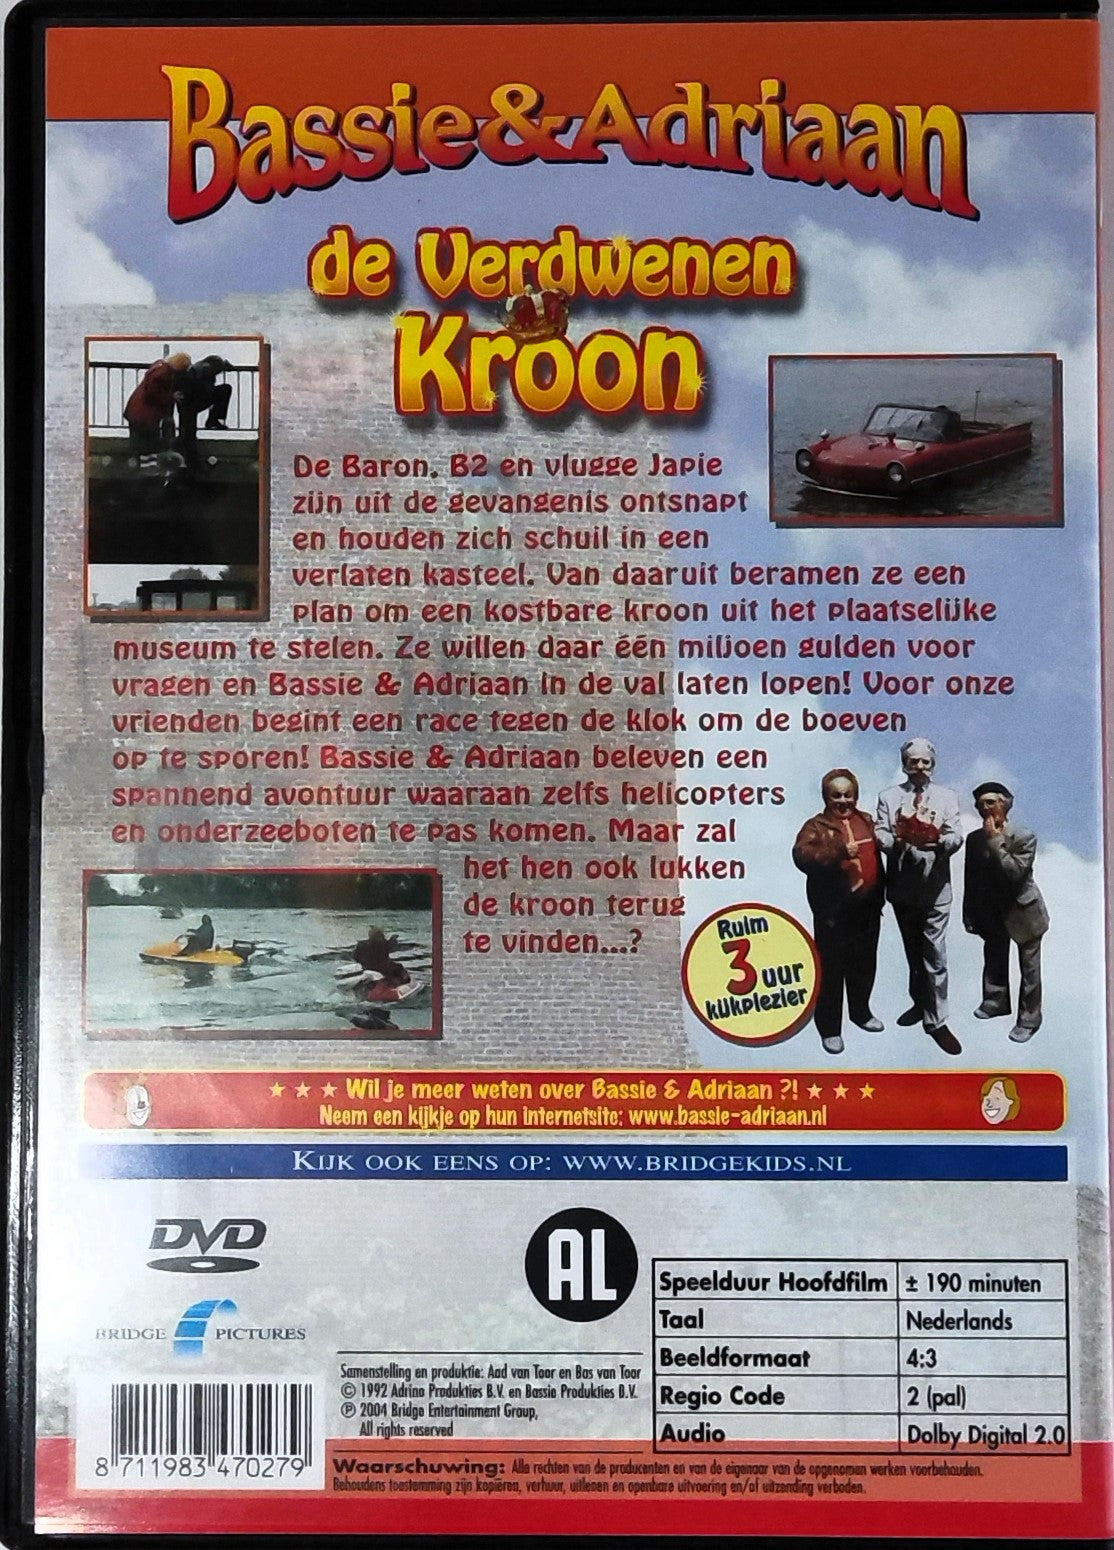 Bassie & Adriaan
de Verdwenen
Kroon
De Baron, B2 en vlugge Japie
zijn uit de gevangenis ontsnapt
en houden zich schuil in een
verlaten kasteel. Van daaruit beramen ze een
plan om een kostbare kroon uit het plaatselijke
museum te stelen. Ze willen daar één miljoen gulden voor
vragen en Bassie & Adriaan in de val laten lopen! Voor onze
vrienden begint een race tegen de klok om de boeven
op te sporen! Bassie & Adriaan beleven een
spannend avontuur waaraan zelfs helicopters
en onderzeeboten te pas komen. Maar zal
het hen ook lukken
de kroon terug
te vinden...?
Ruim
3 uur
kijkplezier
★ ★ ★ Wil je meer weten over Bassie & Adriaan ?! ★ ★ ★
Neem een kijkje op hun internetsite: www.bassie-adriaan.nl
KIJK OOK EENS OP: WWW.BRIDGEKIDS.NL
DVD
AL
BRIDGE PICTURES
Speelduur Hoofdfilm ± 190 minuten
Taal Nederlands
Beeldformaat 4:3
Regio Code 2 (pal)
Audio Dolby Digital 2.0
Samenstelling en produktie: Aad van Toor en Bas van Toor
© 1992 Adrino Produkties B.V. en Bassie Produkties B.V.
℗ 2004 Bridge Entertainment Group,
All rights reserved
8 711983 470279
Waarschuwing: Alle rechten van de producenten en van de eigenaar van de opgenomen werken voorbehouden.
Behoudens toestemming zijn kopiëren, verhuur, uitlenen en openbare uitvoering en/of uitzending verboden.